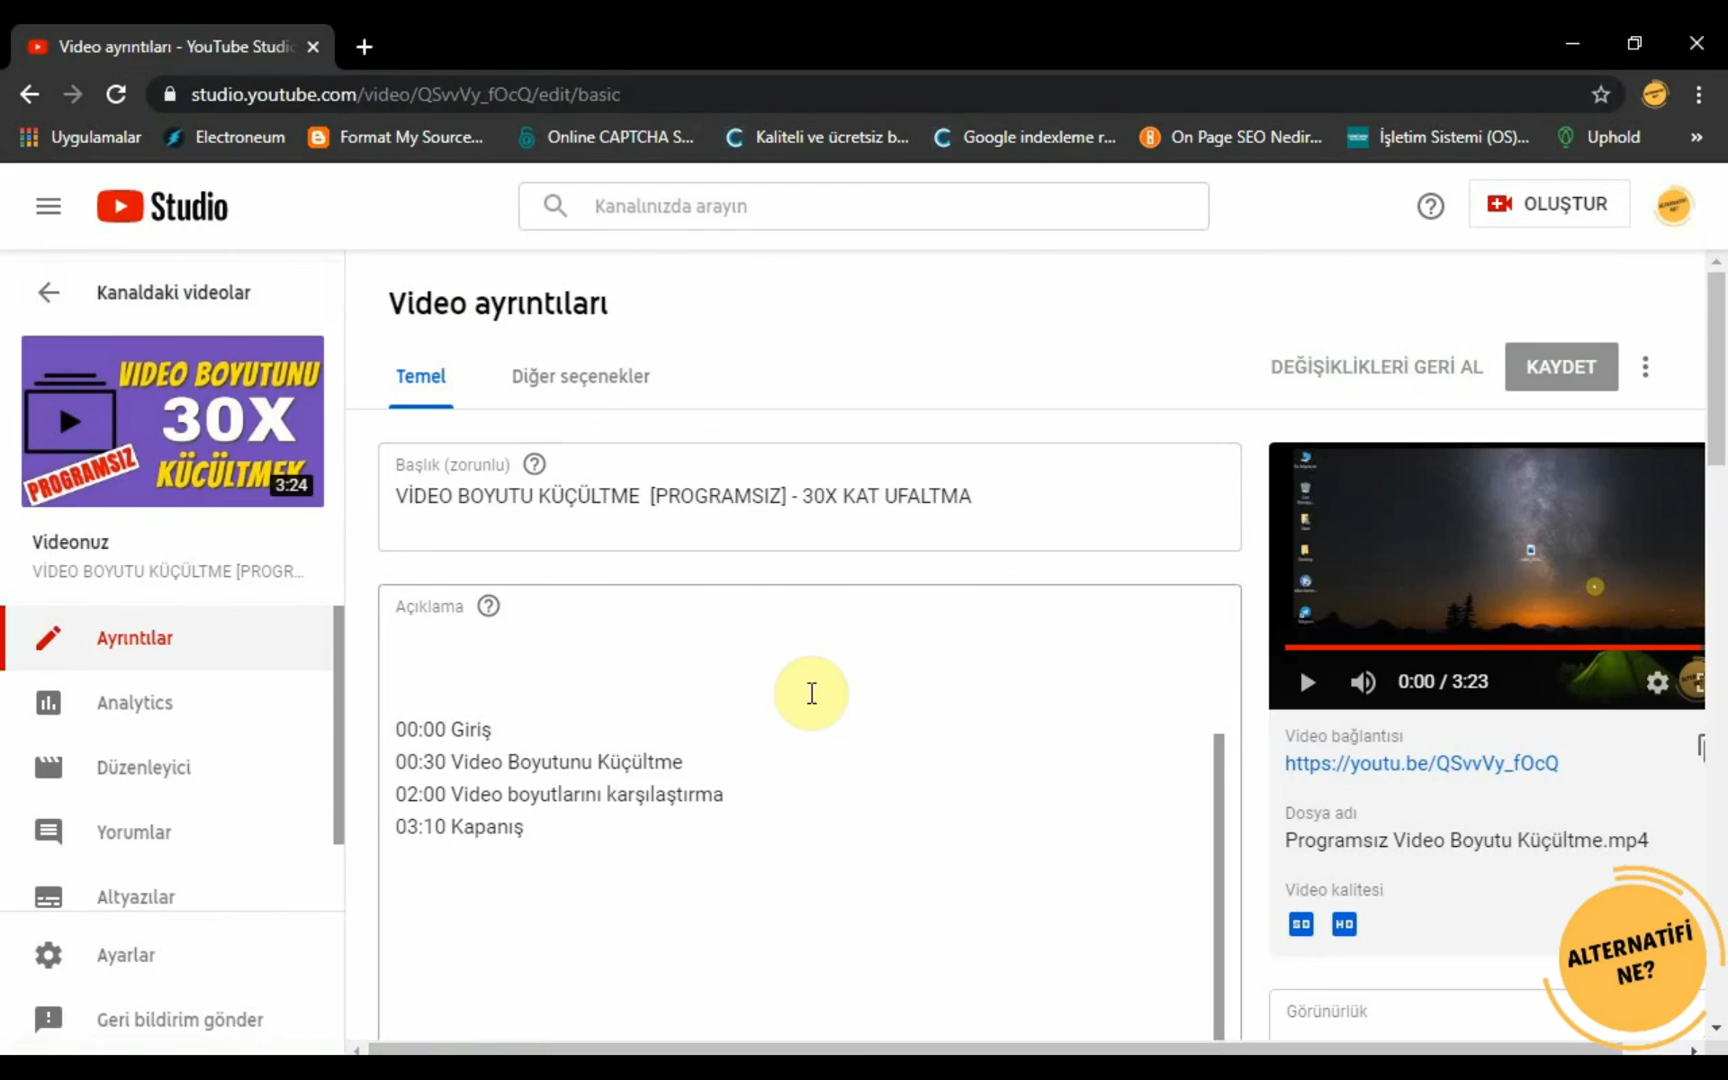 Video ayrıntıları - YouTube Studio
studio.youtube.com/video/QSvvVy_fOcQ/edit/basic
Uygulamalar
Electroneum
Format My Source...
Online CAPTCHA S...
Kaliteli ve ücretsiz b...
Google indexleme r...
On Page SEO Nedir...
İşletim Sistemi (OS)...
Uphold
»
Studio
Kanalınızda arayın
OLUŞTUR
Kanaldaki videolar
Video ayrıntıları
Temel
Diğer seçenekler
DEĞİŞİKLİKLERİ GERİ AL
KAYDET
VIDEO BOYUTUNU
30X
KÜCÜLTMEK
PROGRAMSIZ
3:24
Videonuz
VİDEO BOYUTU KÜÇÜLTME [PROGR...
Ayrıntılar
Analytics
Düzenleyici
Yorumlar
Altyazılar
Ayarlar
Geri bildirim gönder
Başlık (zorunlu)
VİDEO BOYUTU KÜÇÜLTME [PROGRAMSIZ] - 30X KAT UFALTMA
Açıklama
00:00 Giriş
00:30 Video Boyutunu Küçültme
02:00 Video boyutlarını karşılaştırma
03:10 Kapanış
0:00 / 3:23
Video bağlantısı
https://youtu.be/QSvvVy_fOcQ
Dosya adı
Programsız Video Boyutu Küçültme.mp4
Video kalitesi
SD HD
Görünürlük
ALTERNATİFİ
NE?